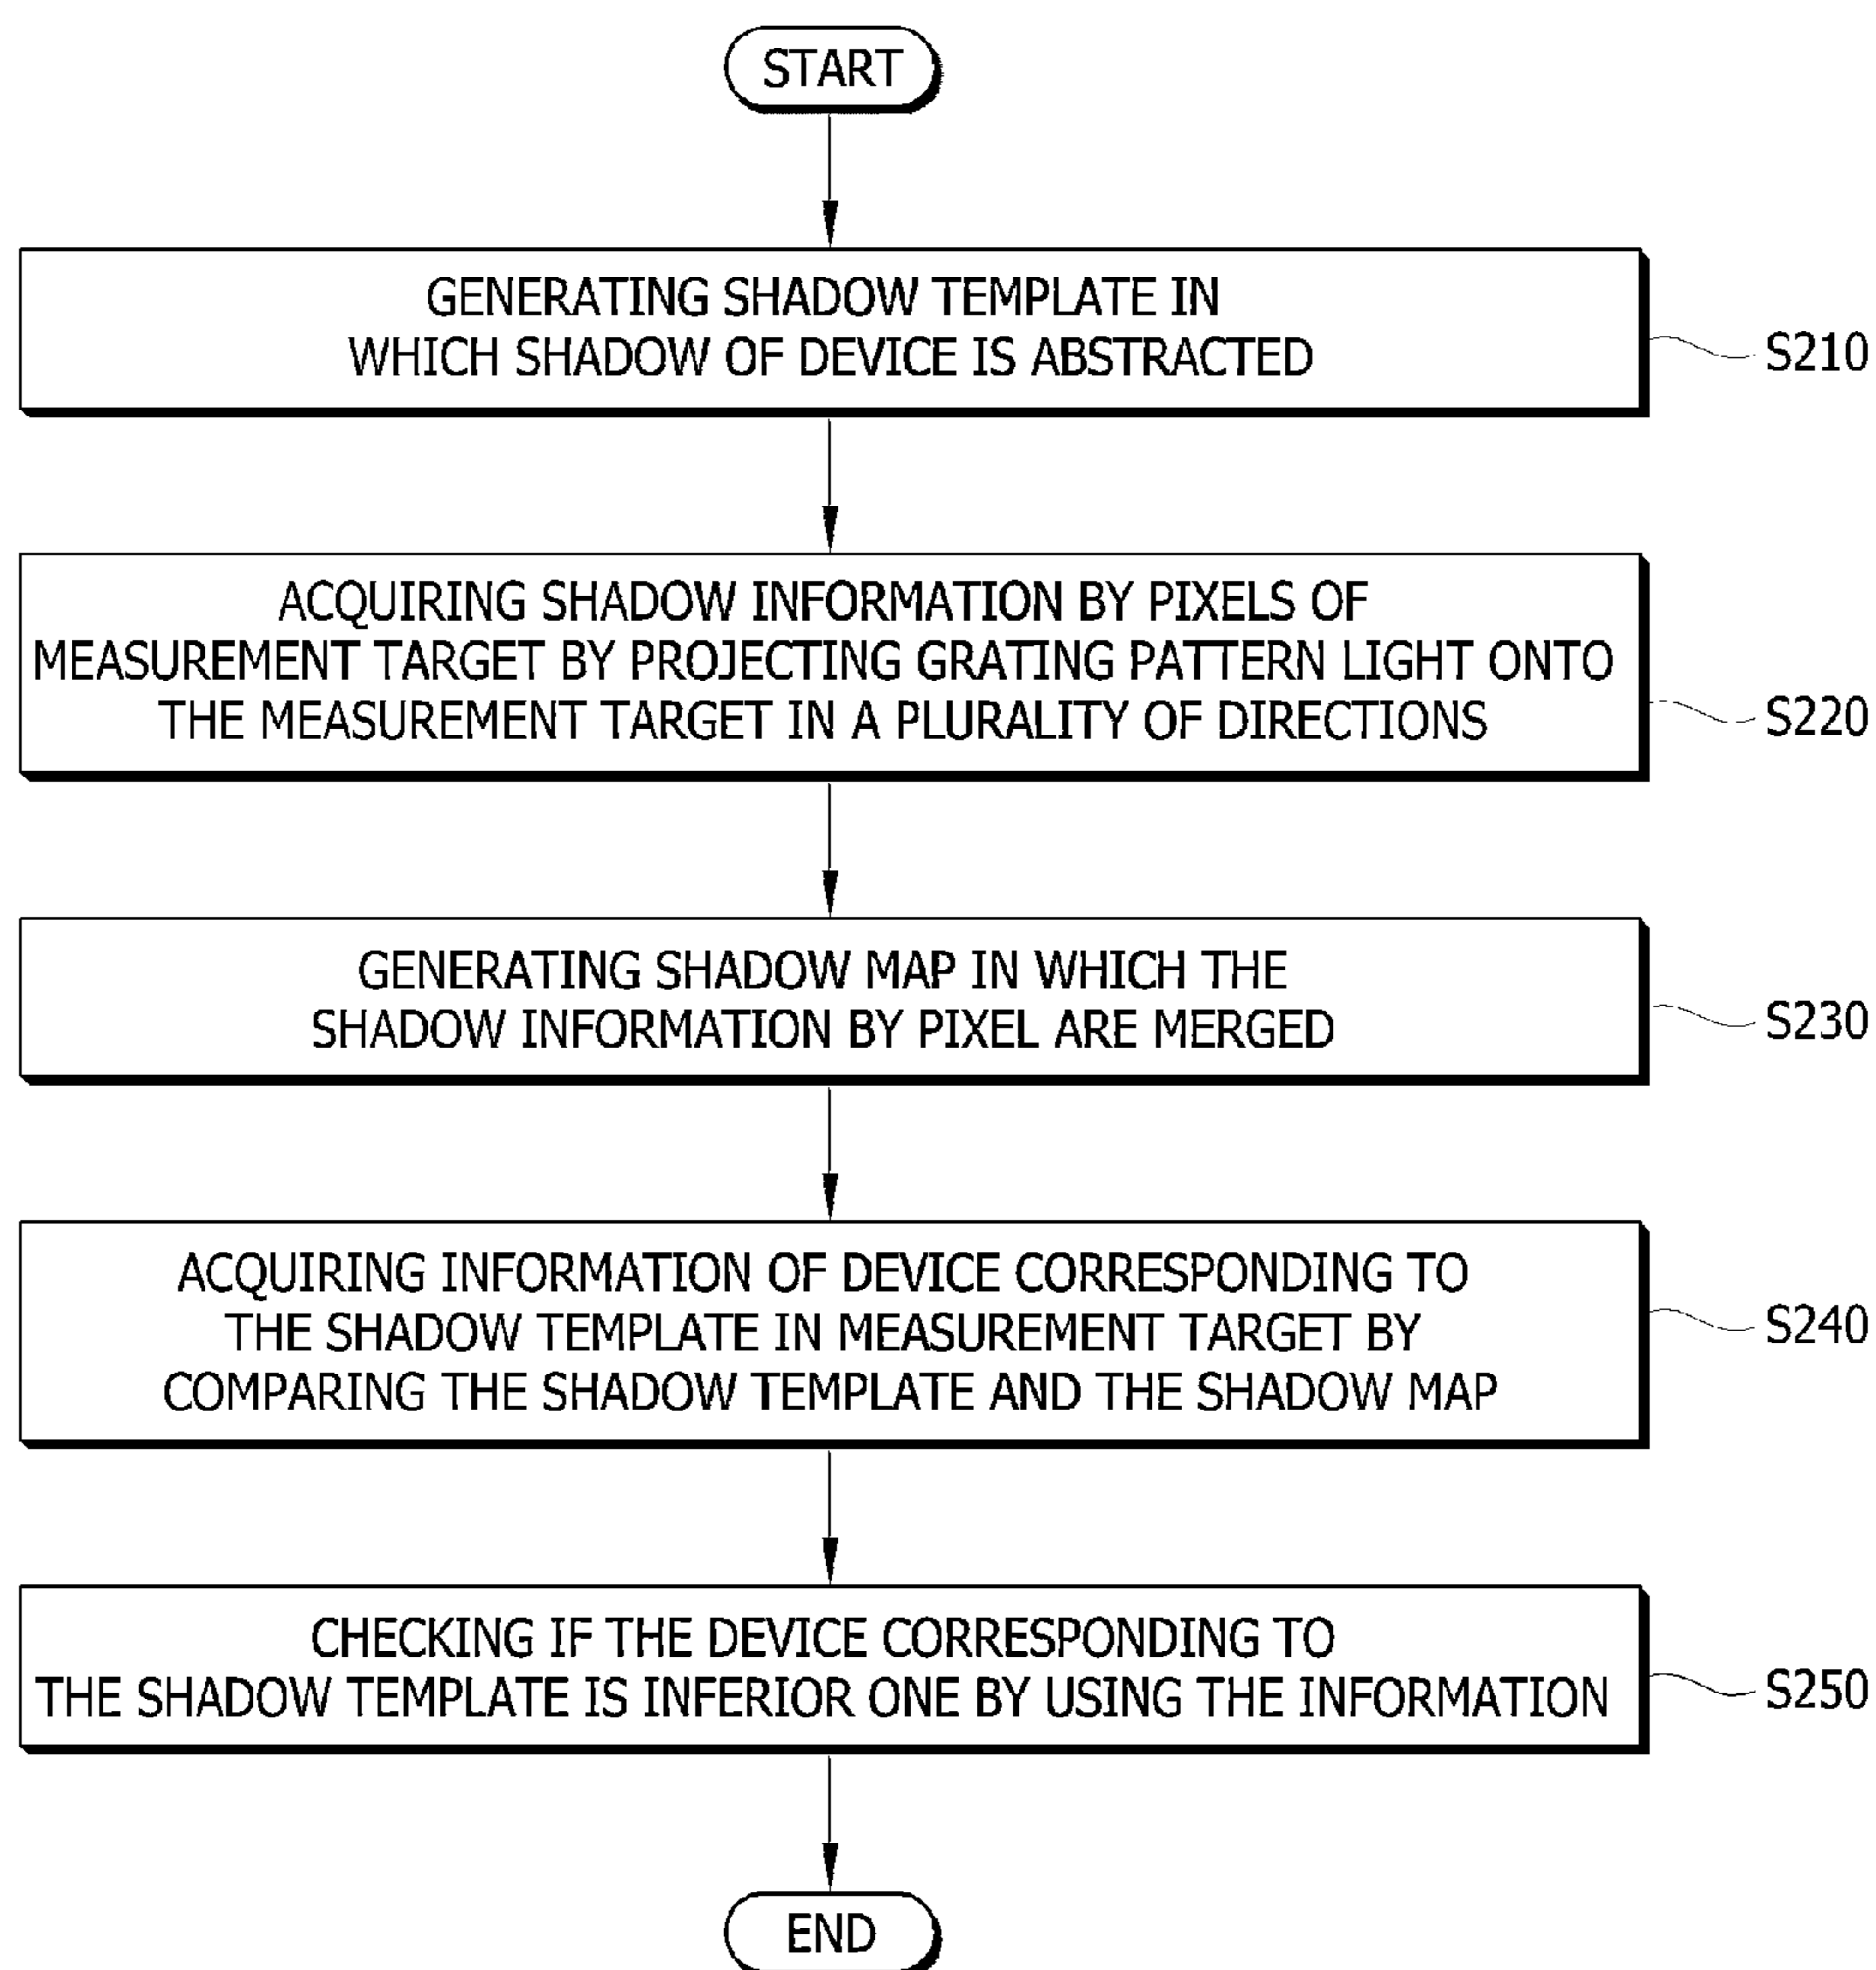 START
GENERATING SHADOW TEMPLATE IN
WHICH SHADOW OF DEVICE IS ABSTRACTED
S210
ACQUIRING SHADOW INFORMATION BY PIXELS OF
MEASUREMENT TARGET BY PROJECTING GRATING PATTERN LIGHT ONTO
THE MEASUREMENT TARGET IN A PLURALITY OF DIRECTIONS
S220
GENERATING SHADOW MAP IN WHICH THE
SHADOW INFORMATION BY PIXEL ARE MERGED
S230
ACQUIRING INFORMATION OF DEVICE CORRESPONDING TO
THE SHADOW TEMPLATE IN MEASUREMENT TARGET BY
COMPARING THE SHADOW TEMPLATE AND THE SHADOW MAP
S240
CHECKING IF THE DEVICE CORRESPONDING TO
THE SHADOW TEMPLATE IS INFERIOR ONE BY USING THE INFORMATION
S250
END